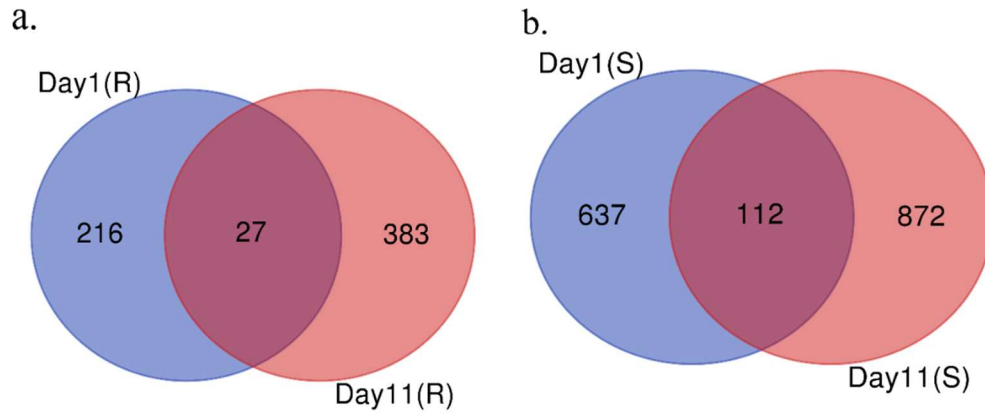 a.
Day1(R)
216
27
383
Day11(R)
b.
Day1(S)
637
112
872
Day11(S)